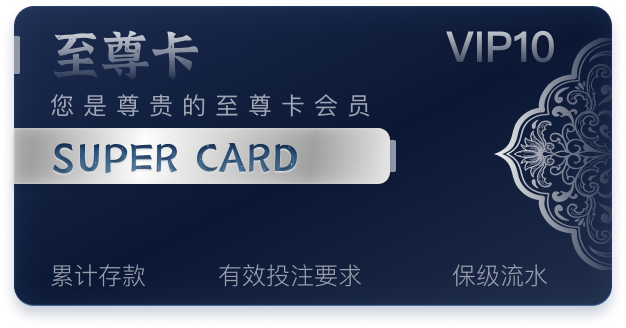 至尊卡
VIP10
您是尊贵的至尊卡会员
SUPER CARD
累计存款
有效投注要求
保级流水